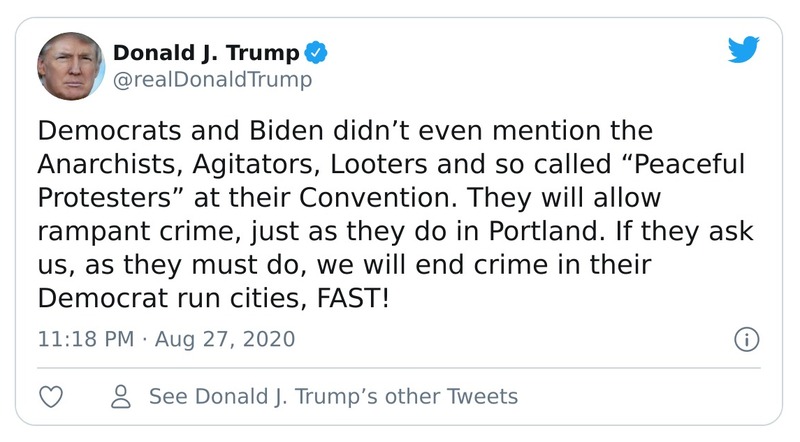 Donald J. Trump
@realDonaldTrump
Democrats and Biden didn’t even mention the
Anarchists, Agitators, Looters and so called “Peaceful
Protesters” at their Convention. They will allow
rampant crime, just as they do in Portland. If they ask
us, as they must do, we will end crime in their
Democrat run cities, FAST!
11:18 PM · Aug 27, 2020
See Donald J. Trump’s other Tweets